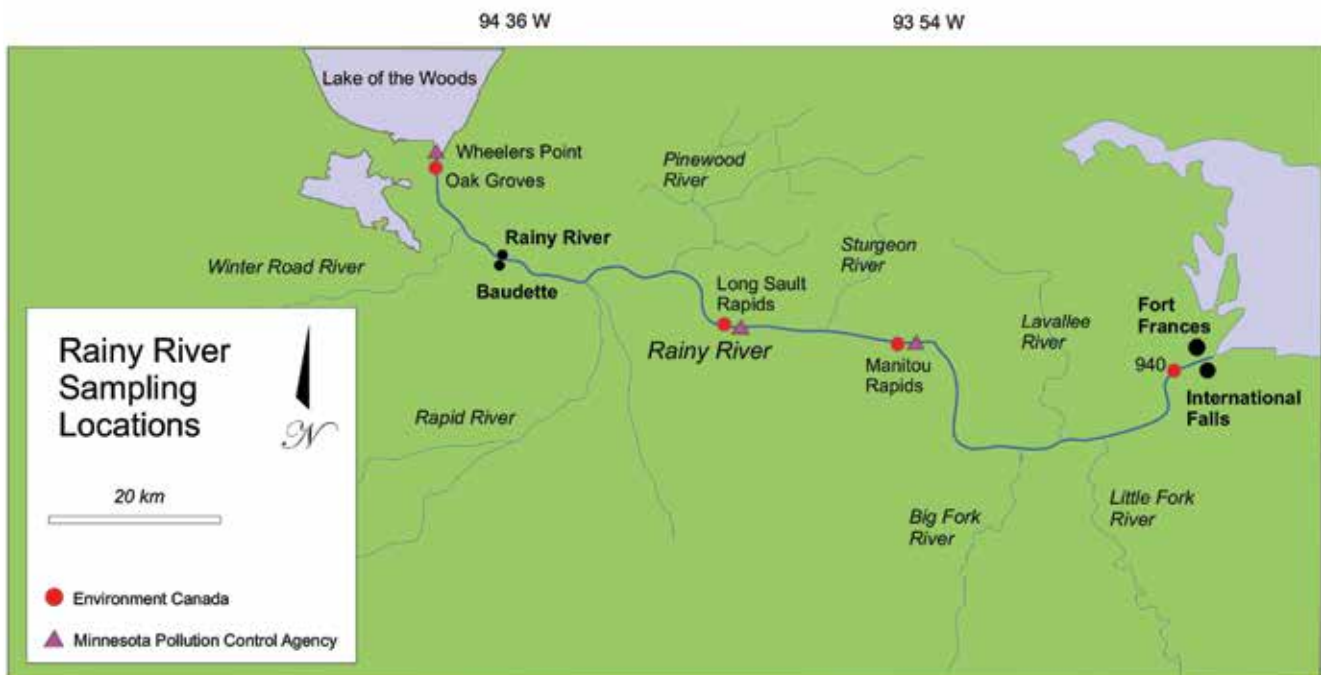 94 36 W
93 54 W
Lake of the Woods
Wheelers Point
Oak Groves
Pinewood
River
Rainy River
Baudette
Winter Road River
Sturgeon
River
Long Sault
Rapids
Rainy River
Manitou
Rapids
Lavallee
River
Fort
Frances
940
International
Falls
Rapid River
Big Fork
River
Little Fork
River
Rainy River
Sampling
Locations
N
20 km
Environment Canada
Minnesota Pollution Control Agency